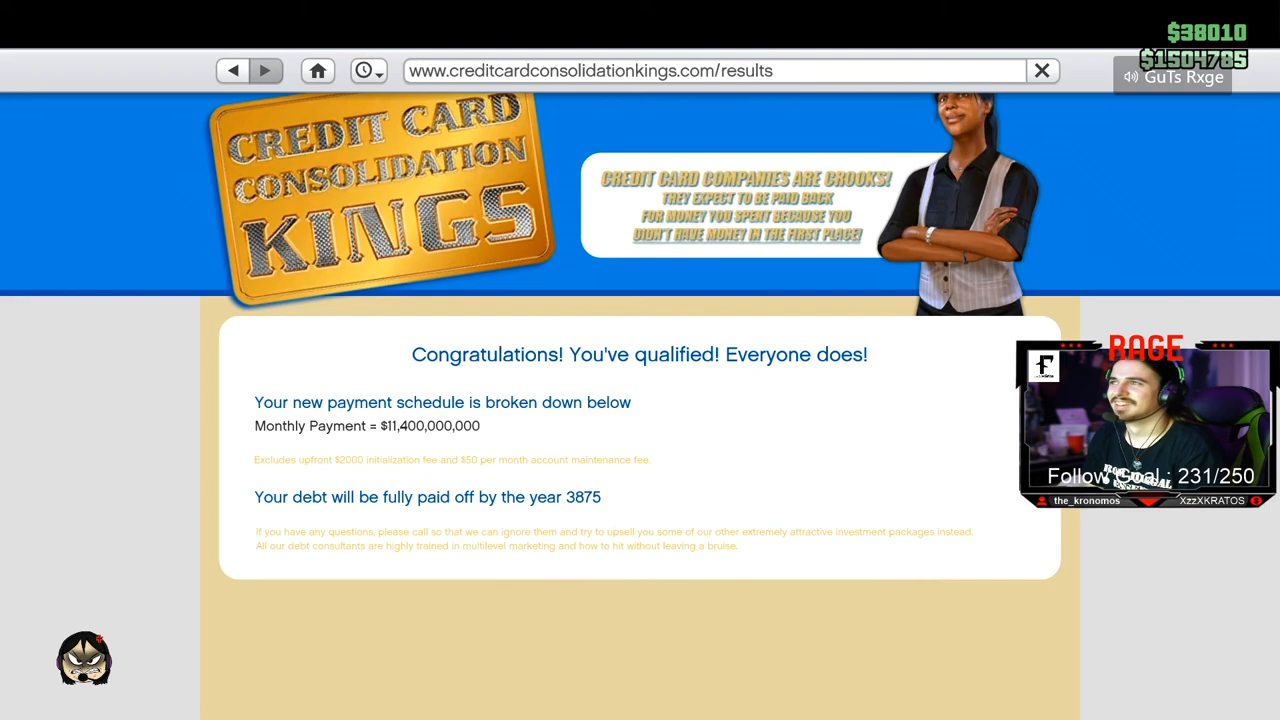 $38010
$1504785
www.creditcardconsolidationkings.com/results
GuTs Rxge
CREDIT CARD
CONSOLIDATION
KINGS
CREDIT CARD COMPANIES ARE CROOKS!
THEY EXPECT TO BE PAID BACK
FOR MONEY YOU SPENT BECAUSE YOU
DIDN'T HAVE MONEY IN THE FIRST PLACE!
Congratulations! You've qualified! Everyone does!
Your new payment schedule is broken down below
Monthly Payment = $11,400,000,000
Excludes upfront $2000 initialization fee and $50 per month account maintenance fee.
Your debt will be fully paid off by the year 3875
If you have any questions, please call so that we can ignore them and try to upsell you some of our other extremely attractive investment packages instead.
All our debt consultants are highly trained in multilevel marketing and how to hit without leaving a bruise.
RAGE
Follow Goal : 231/250
the_kronomos
XzzXKRATOS